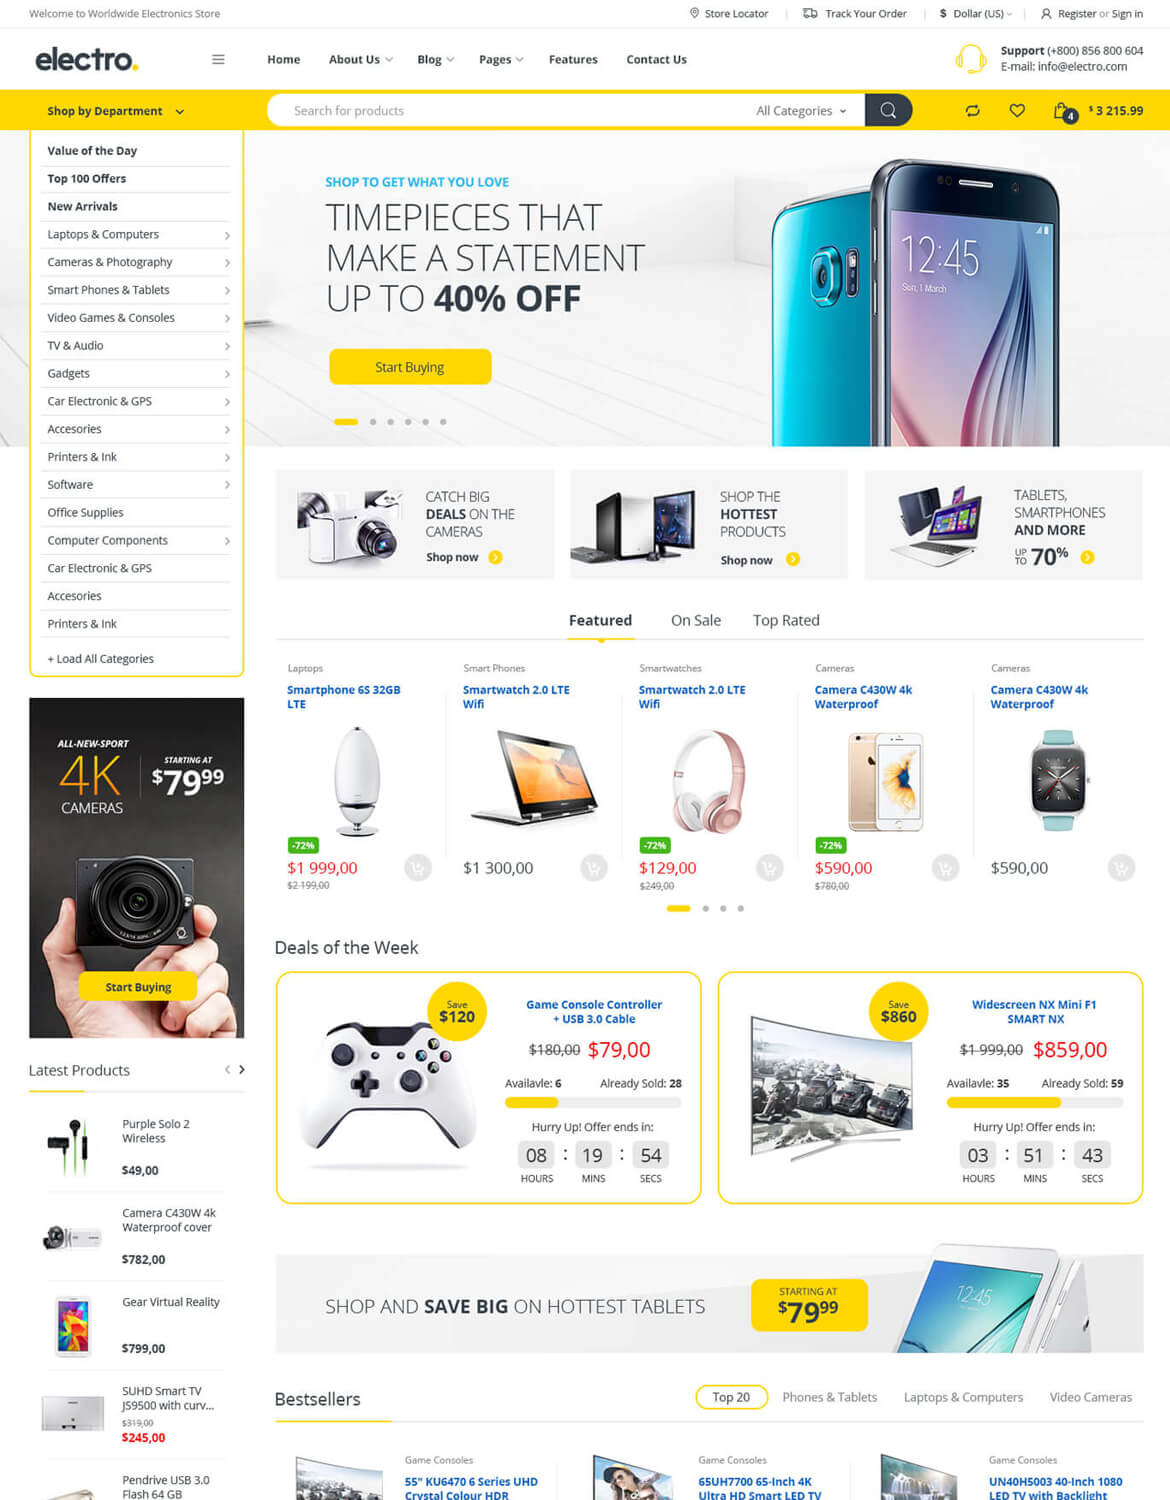 Welcome to Worldwide Electronics Store
Store Locator
Track Your Order
$ Dollar (US)
Register or Sign in
electro.
Home
About Us
Blog
Pages
Features
Contact Us
Support (+800) 856 800 604
E-mail: info@electro.com
Shop by Department
Search for products
All Categories
4
$ 3 215.99
Value of the Day
Top 100 Offers
New Arrivals
Laptops & Computers
Cameras & Photography
Smart Phones & Tablets
Video Games & Consoles
TV & Audio
Gadgets
Car Electronic & GPS
Accesories
Printers & Ink
Software
Office Supplies
Computer Components
Car Electronic & GPS
Accesories
Printers & Ink
+ Load All Categories
SHOP TO GET WHAT YOU LOVE
TIMEPIECES THAT
MAKE A STATEMENT
UP TO 40% OFF
Start Buying
12:45
Sun, 1 March
CATCH BIG
DEALS ON THE
CAMERAS
Shop now
SHOP THE
HOTTEST
PRODUCTS
Shop now
TABLETS,
SMARTPHONES
AND MORE
UP TO 70%
ALL-NEW-SPORT
4K
CAMERAS
STARTING AT
$7999
Start Buying
Featured
On Sale
Top Rated
Laptops
Smartphone 6S 32GB
LTE
-72%
$1 999,00
$2 199,00
Smart Phones
Smartwatch 2.0 LTE
Wifi
$1 300,00
Smartwatches
Smartwatch 2.0 LTE
Wifi
-72%
$129,00
$249,00
Cameras
Camera C430W 4k
Waterproof
-72%
$590,00
$780,00
Cameras
Camera C430W 4k
Waterproof
$590,00
Deals of the Week
Save
$120
Game Console Controller
+ USB 3.0 Cable
$180,00 $79,00
Availavle: 6
Already Sold: 28
Hurry Up! Offer ends in:
08 : 19 : 54
HOURS MINS SECS
Save
$860
Widescreen NX Mini F1
SMART NX
$1 999,00 $859,00
Availavle: 35
Already Sold: 59
Hurry Up! Offer ends in:
03 : 51 : 43
HOURS MINS SECS
Latest Products
Purple Solo 2
Wireless
$49,00
Camera C430W 4k
Waterproof cover
$782,00
Gear Virtual Reality
$799,00
SUHD Smart TV
JS9500 with curv...
$319,00
$245,00
Pendrive USB 3.0
Flash 64 GB
SHOP AND SAVE BIG ON HOTTEST TABLETS
STARTING AT
$7999
12:45
Bestsellers
Top 20
Phones & Tablets
Laptops & Computers
Video Cameras
Game Consoles
55" KU6470 6 Series UHD
Crystal Colour HDR
Game Consoles
65UH7700 65-Inch 4K
Ultra HD Smart LED TV
Game Consoles
UN40H5003 40-Inch 1080
LED TV with Backlight